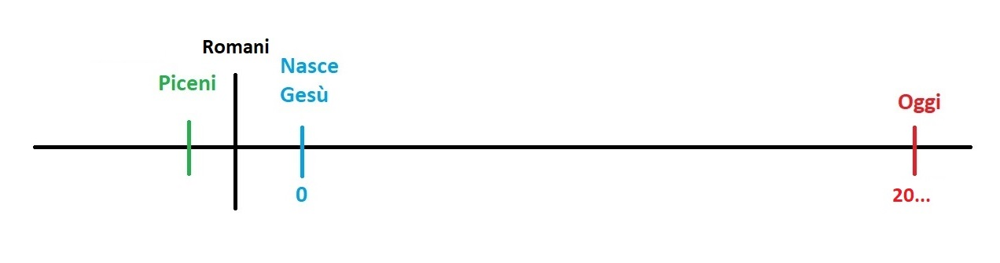 Romani
Piceni
Nasce
Gesù
Oggi
0
20...